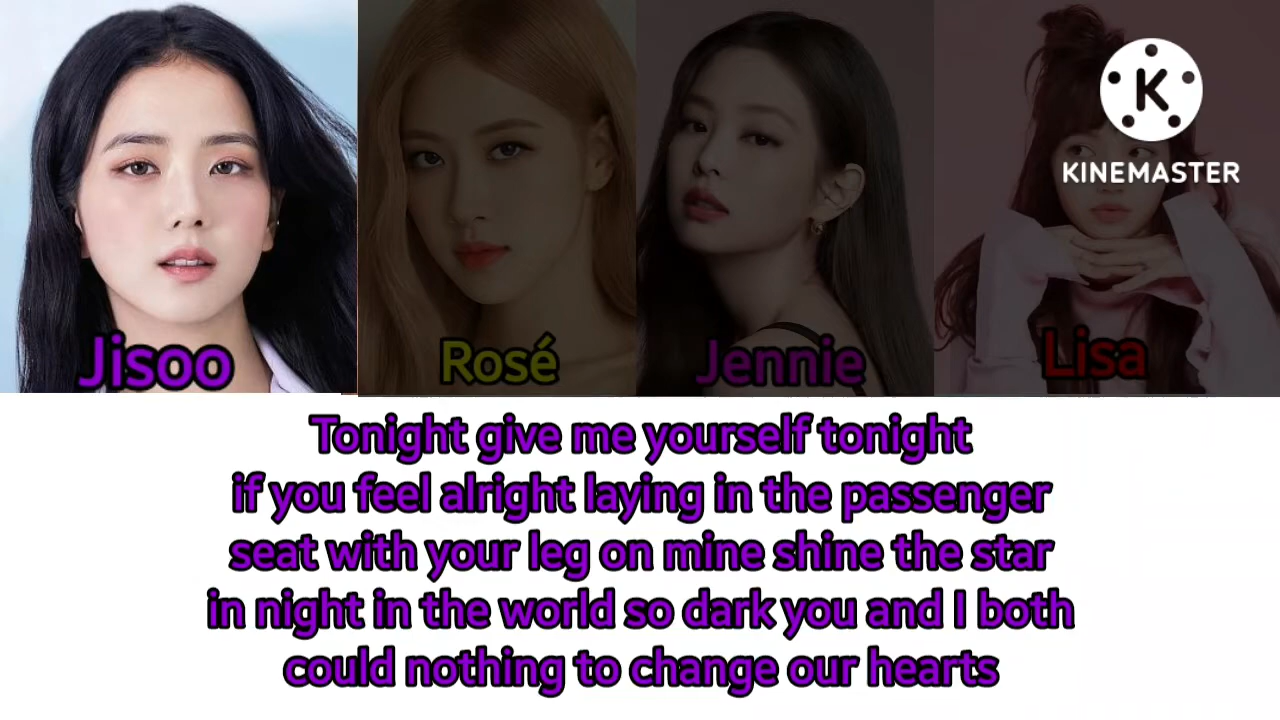 K
KINEMASTER
Jisoo
Rosé
Jennie
Lisa
Tonight give me yourself tonight
if you feel alright laying in the passenger
seat with your leg on mine shine the star
in night in the world so dark you and I both
could nothing to change our hearts